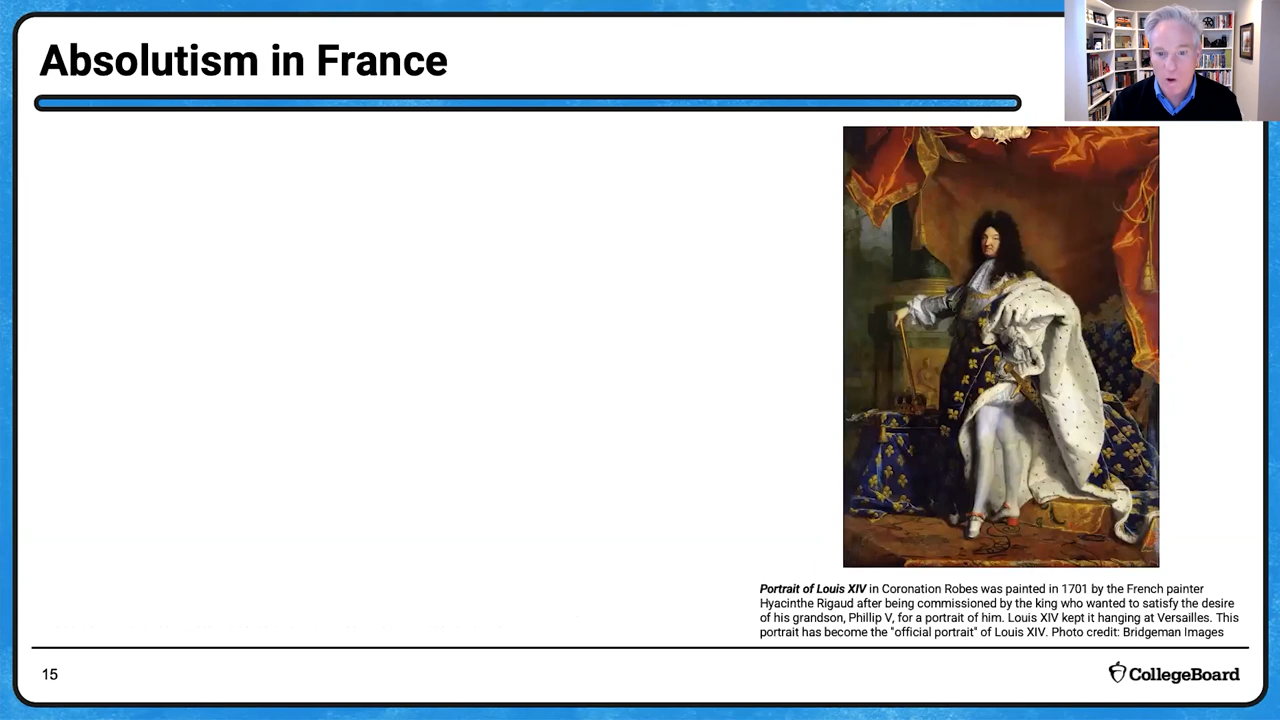 Absolutism in France
Portrait of Louis XIV in Coronation Robes was painted in 1701 by the French painter
Hyacinthe Rigaud after being commissioned by the king who wanted to satisfy the desire
of his grandson, Phillip V, for a portrait of him. Louis XIV kept it hanging at Versailles. This
portrait has become the "official portrait" of Louis XIV. Photo credit: Bridgeman Images
15
CollegeBoard